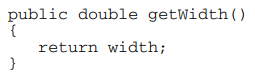 public double getWidth()
{
   return width;
}